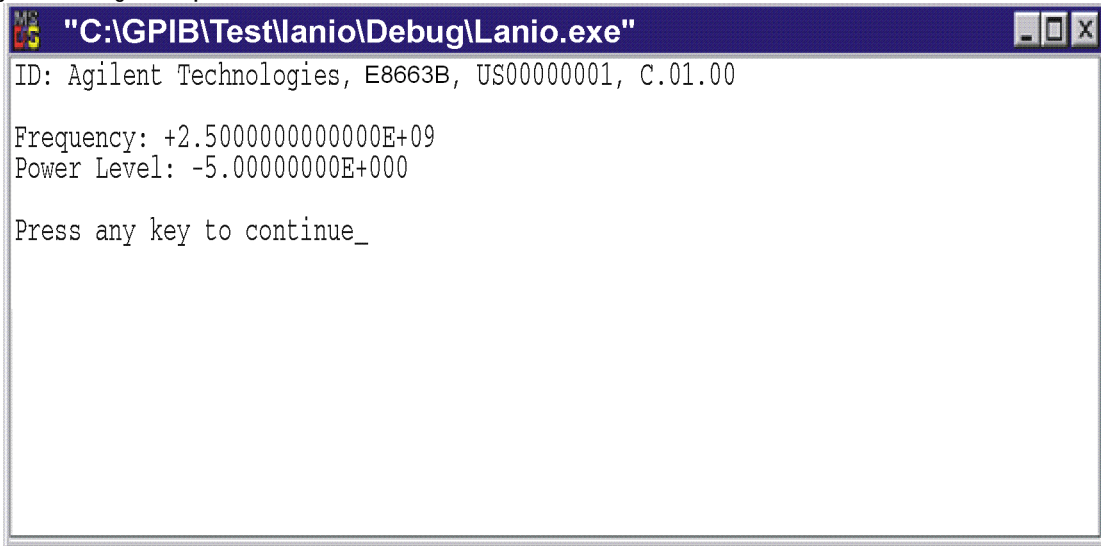 "C:\GPIB\Test\lanio\Debug\Lanio.exe"
ID: Agilent Technologies, E8663B, US00000001, C.01.00
Frequency: +2.5000000000000E+09
Power Level: -5.00000000E+000
Press any key to continue_